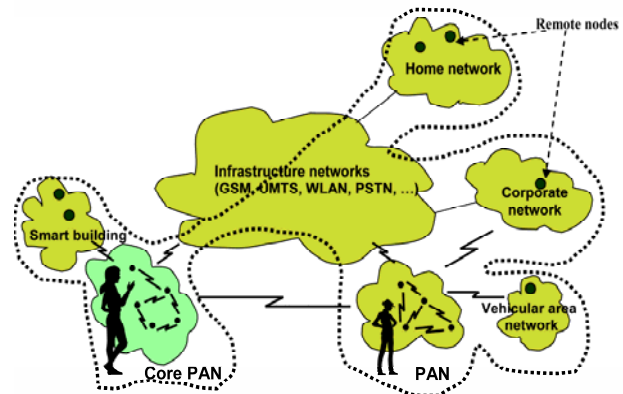 Remote nodes
Home network
Infrastructure networks
(GSM, UMTS, WLAN, PSTN, ...)
Corporate
network
Smart building
Vehicular area
network
Core PAN
PAN